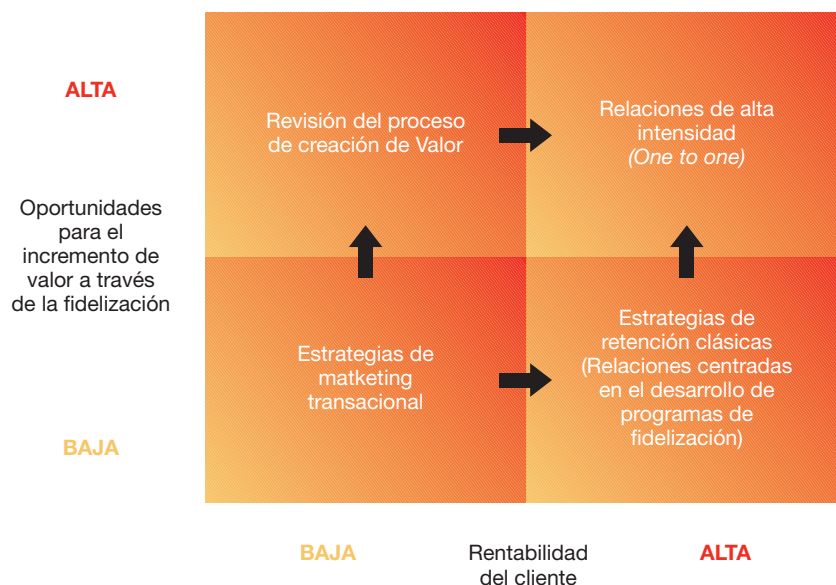 ALTA
Revisión del proceso
de creación de Valor
Relaciones de alta
intensidad
(One to one)
Oportunidades
para el
incremento de
valor a través
de la fidelización
Estrategias de
matketing
transacional
Estrategias de
retención clásicas
(Relaciones centradas
en el desarrollo de
programas de
fidelización)
BAJA
BAJA
Rentabilidad
del cliente
ALTA